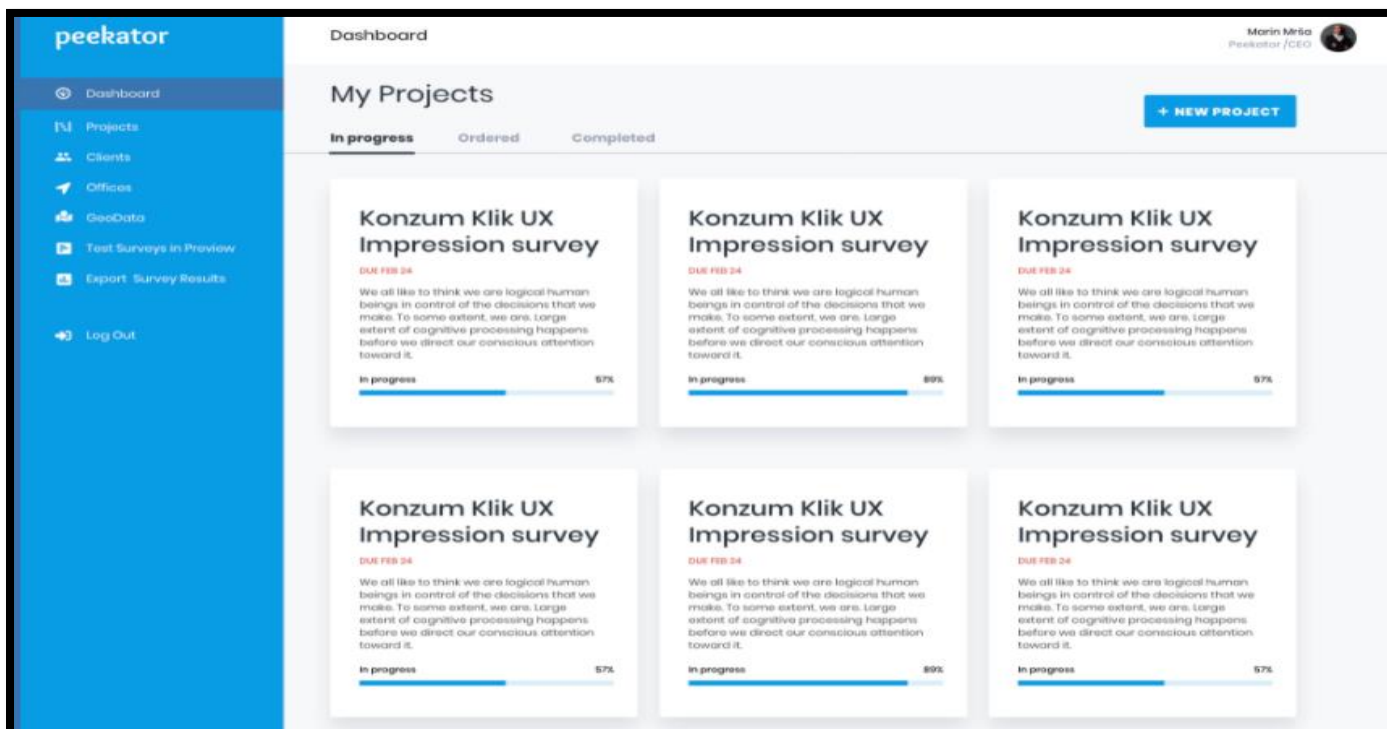 peekator
Dashboard
Marin Mrša
Peekator /CEO
Dashboard
Projects
Clients
Offices
GeoData
Test Surveys in Preview
Export Survey Results
Log Out
My Projects
+ NEW PROJECT
In progress Ordered Completed
Konzum Klik UX
Impression survey
DUE FEB 24
We all like to think we are logical human
beings in control of the decisions that we
make. To some extent, we are. Large
extent of cognitive processing happens
before we direct our conscious attention
toward it.
In progress 57%
Konzum Klik UX
Impression survey
DUE FEB 24
We all like to think we are logical human
beings in control of the decisions that we
make. To some extent, we are. Large
extent of cognitive processing happens
before we direct our conscious attention
toward it.
In progress 89%
Konzum Klik UX
Impression survey
DUE FEB 24
We all like to think we are logical human
beings in control of the decisions that we
make. To some extent, we are. Large
extent of cognitive processing happens
before we direct our conscious attention
toward it.
In progress 57%
Konzum Klik UX
Impression survey
DUE FEB 24
We all like to think we are logical human
beings in control of the decisions that we
make. To some extent, we are. Large
extent of cognitive processing happens
before we direct our conscious attention
toward it.
In progress 57%
Konzum Klik UX
Impression survey
DUE FEB 24
We all like to think we are logical human
beings in control of the decisions that we
make. To some extent, we are. Large
extent of cognitive processing happens
before we direct our conscious attention
toward it.
In progress 89%
Konzum Klik UX
Impression survey
DUE FEB 24
We all like to think we are logical human
beings in control of the decisions that we
make. To some extent, we are. Large
extent of cognitive processing happens
before we direct our conscious attention
toward it.
In progress 57%